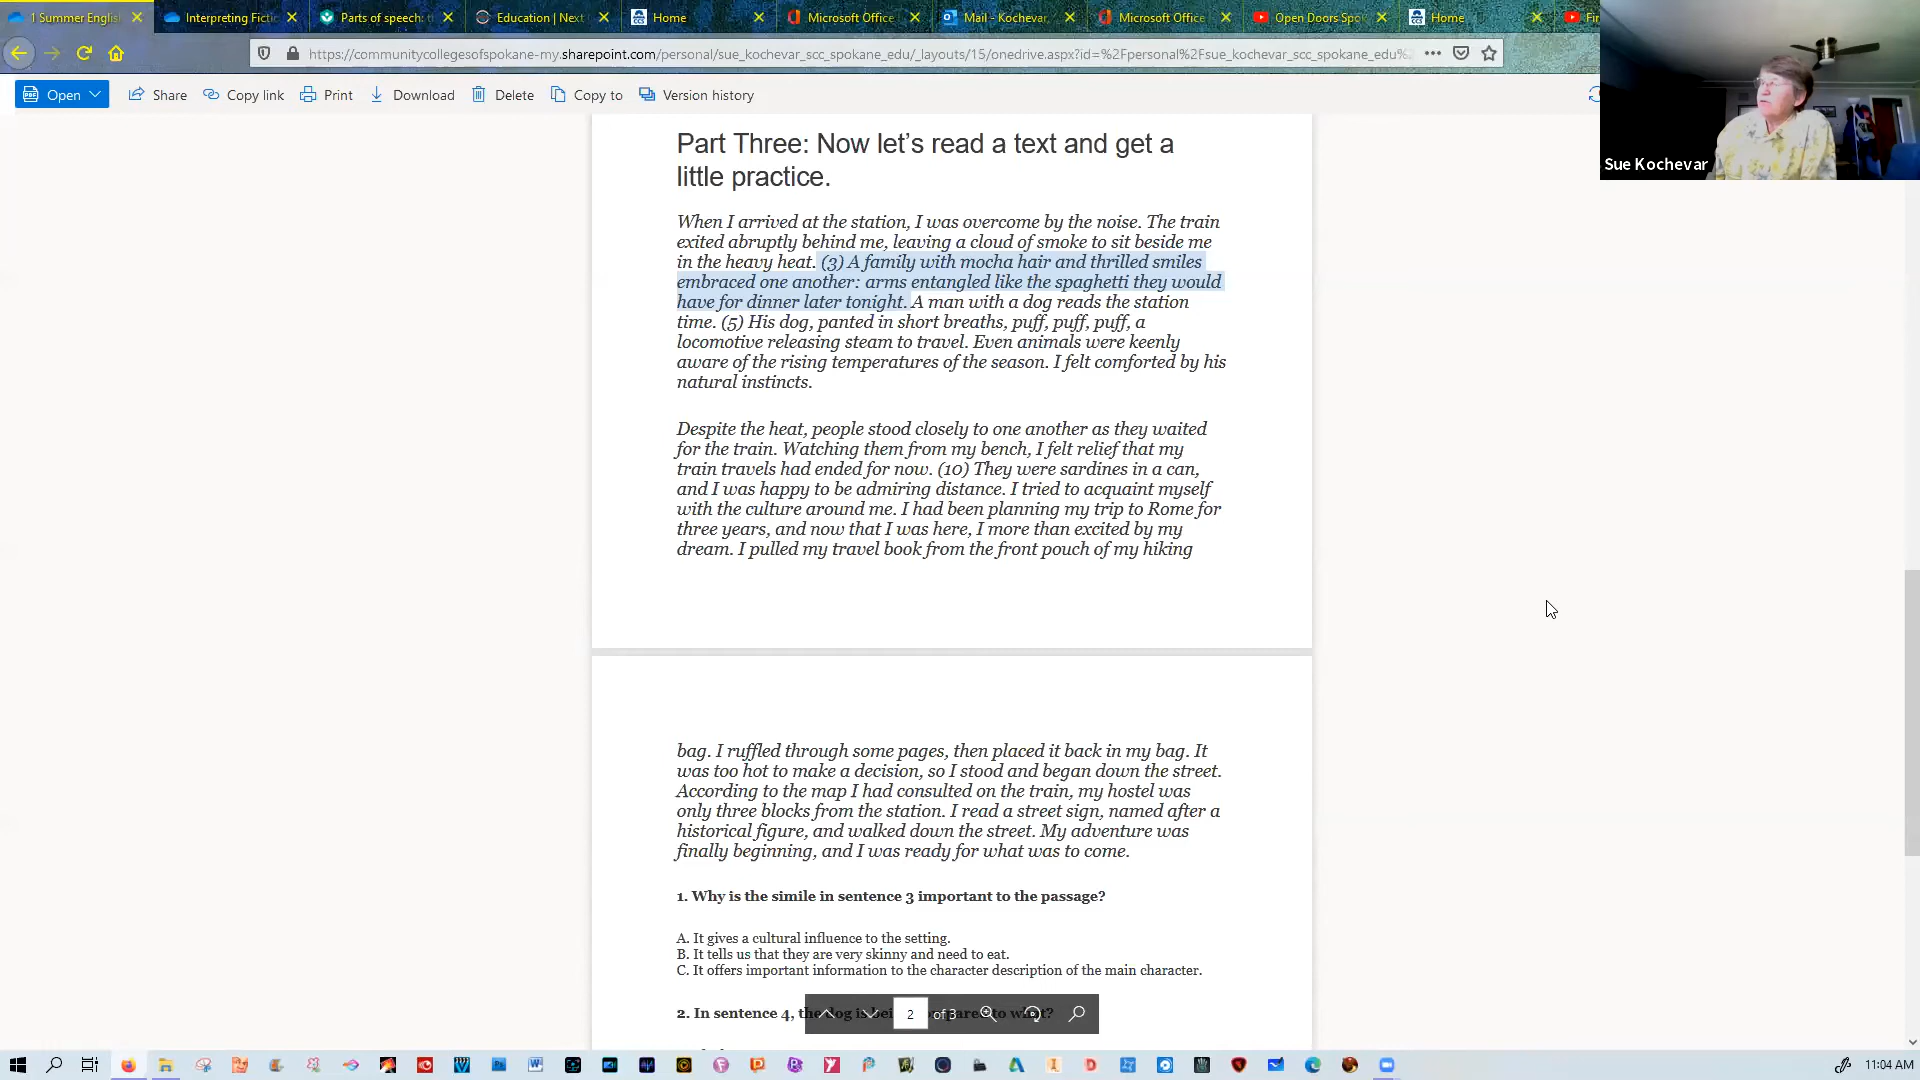 1 Summer English
Interpreting Fictic
Parts of speech: t
Education | Next
Home
Microsoft Office
Mail - Kochevar,
Microsoft Office
Open Doors Spo
Home
https://communitycollegesofspokane-my.sharepoint.com/personal/sue_kochevar_scc_spokane_edu/_layouts/15/onedrive.aspx?id=%2Fpersonal%2Fsue_kochevar_scc_spokane_edu%2
Open
Share
Copy link
Print
Download
Delete
Copy to
Version history
Sue Kochevar
Part Three: Now let's read a text and get a
little practice.
When I arrived at the station, I was overcome by the noise. The train
exited abruptly behind me, leaving a cloud of smoke to sit beside me
in the heavy heat. (3) A family with mocha hair and thrilled smiles
embraced one another: arms entangled like the spaghetti they would
have for dinner later tonight. A man with a dog reads the station
time. (5) His dog, panted in short breaths, puff, puff, puff, a
locomotive releasing steam to travel. Even animals were keenly
aware of the rising temperatures of the season. I felt comforted by his
natural instincts.
Despite the heat, people stood closely to one another as they waited
for the train. Watching them from my bench, I felt relief that my
train travels had ended for now. (10) They were sardines in a can,
and I was happy to be admiring distance. I tried to acquaint myself
with the culture around me. I had been planning my trip to Rome for
three years, and now that I was here, I more than excited by my
dream. I pulled my travel book from the front pouch of my hiking
bag. I ruffled through some pages, then placed it back in my bag. It
was too hot to make a decision, so I stood and began down the street.
According to the map I had consulted on the train, my hostel was
only three blocks from the station. I read a street sign, named after a
historical figure, and walked down the street. My adventure was
finally beginning, and I was ready for what was to come.
1. Why is the simile in sentence 3 important to the passage?
A. It gives a cultural influence to the setting.
B. It tells us that they are very skinny and need to eat.
C. It offers important information to the character description of the main character.
2. In sentence 4, the dog is being compared to what?
2 of 3
11:04 AM